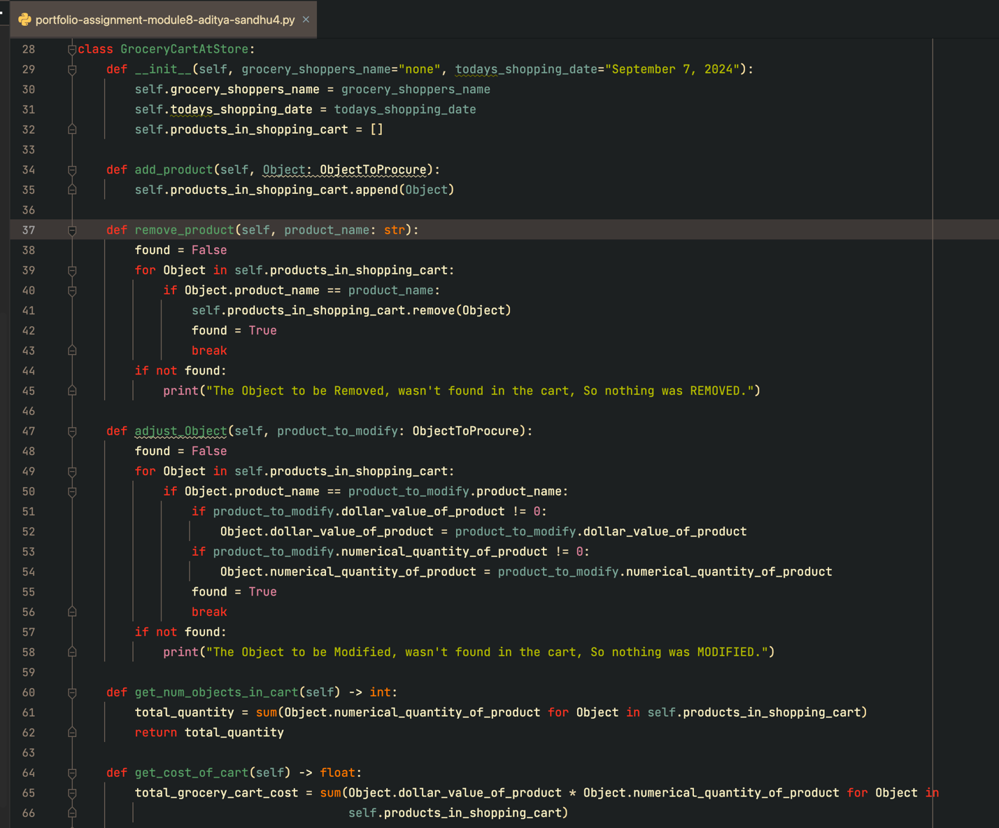 portfolio-assignment-module8-aditya-sandhu4.py ×
28 class GroceryCartAtStore:
29     def __init__(self, grocery_shoppers_name="none", todays_shopping_date="September 7, 2024"):
30         self.grocery_shoppers_name = grocery_shoppers_name
31         self.todays_shopping_date = todays_shopping_date
32         self.products_in_shopping_cart = []
33
34     def add_product(self, Object: ObjectToProcure):
35         self.products_in_shopping_cart.append(Object)
36
37     def remove_product(self, product_name: str):
38         found = False
39         for Object in self.products_in_shopping_cart:
40             if Object.product_name == product_name:
41                 self.products_in_shopping_cart.remove(Object)
42                 found = True
43                 break
44         if not found:
45             print("The Object to be Removed, wasn't found in the cart, So nothing was REMOVED.")
46
47     def adjust_Object(self, product_to_modify: ObjectToProcure):
48         found = False
49         for Object in self.products_in_shopping_cart:
50             if Object.product_name == product_to_modify.product_name:
51                 if product_to_modify.dollar_value_of_product != 0:
52                     Object.dollar_value_of_product = product_to_modify.dollar_value_of_product
53                 if product_to_modify.numerical_quantity_of_product != 0:
54                     Object.numerical_quantity_of_product = product_to_modify.numerical_quantity_of_product
55                 found = True
56                 break
57         if not found:
58             print("The Object to be Modified, wasn't found in the cart, So nothing was MODIFIED.")
59
60     def get_num_objects_in_cart(self) -> int:
61         total_quantity = sum(Object.numerical_quantity_of_product for Object in self.products_in_shopping_cart)
62         return total_quantity
63
64     def get_cost_of_cart(self) -> float:
65         total_grocery_cart_cost = sum(Object.dollar_value_of_product * Object.numerical_quantity_of_product for Object in
66                                       self.products_in_shopping_cart)